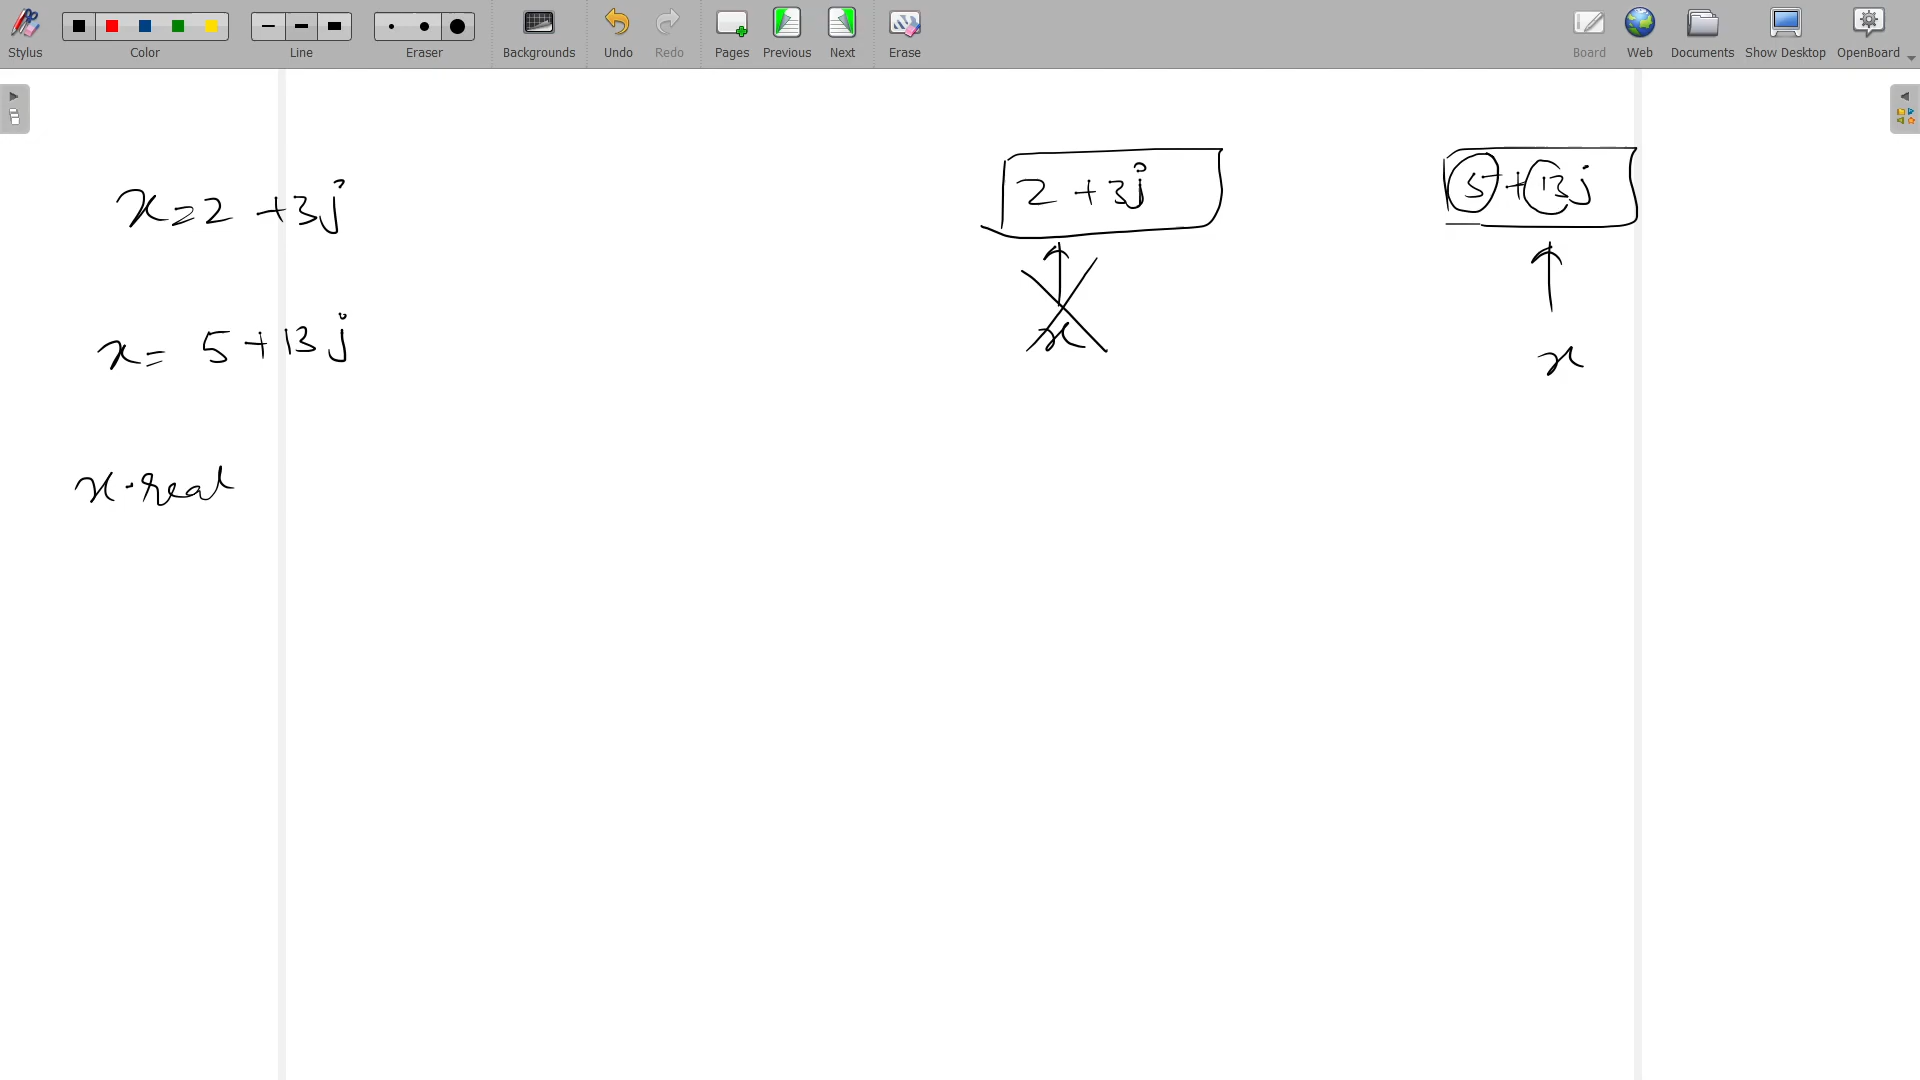 Stylus Color Line Eraser Backgrounds Undo Redo Pages Previous Next Erase Board Web Documents Show Desktop OpenBoard
x=2 +3j
2 + 3j
5 + 13j
x= 5+13j
x
x
x.real